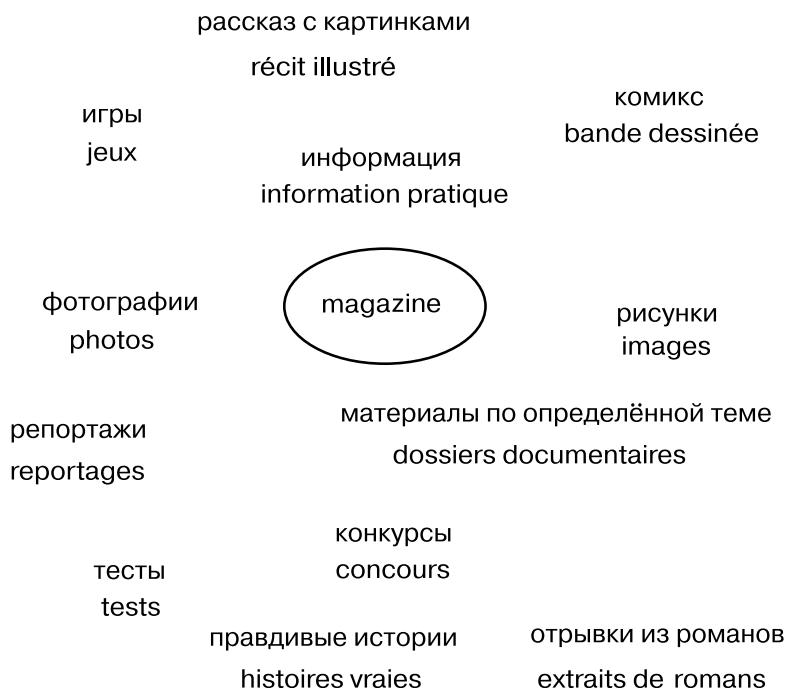 рассказ с картинками
récit illustré
комикс
bande dessinée
игры
jeux
информация
information pratique
фотографии
photos
magazine
рисунки
images
материалы по определённой теме
dossiers documentaires
репортажи
reportages
конкурсы
concours
тесты
tests
правдивые истории
histoires vraies
отрывки из романов
extraits de romans